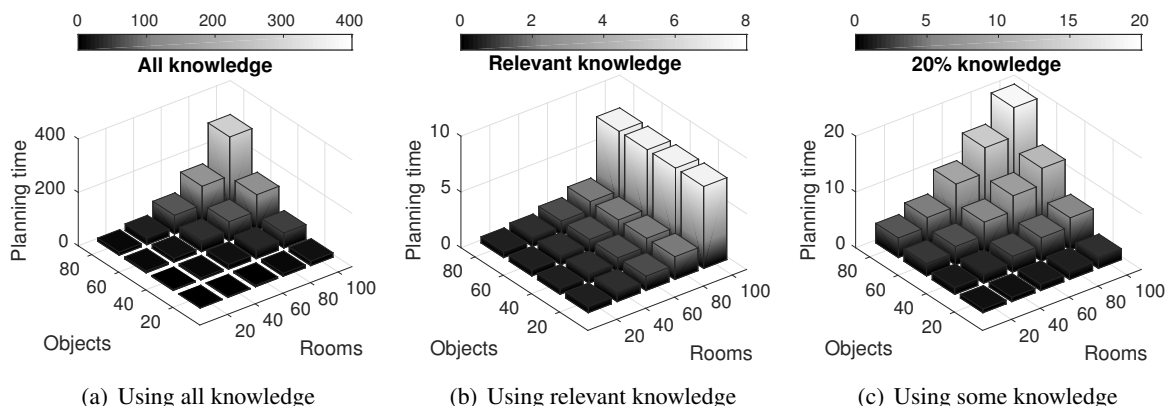 0 100 200 300 400
All knowledge
400
200
0
Planning time
80
60
40
20
Objects
20
40
60
80
100
Rooms
(a) Using all knowledge
0 2 4 6 8
Relevant knowledge
10
5
0
Planning time
80
60
40
20
Objects
20
40
60
80
100
Rooms
(b) Using relevant knowledge
0 5 10 15 20
20% knowledge
20
10
0
Planning time
80
60
40
20
Objects
20
40
60
80
100
Rooms
(c) Using some knowledge